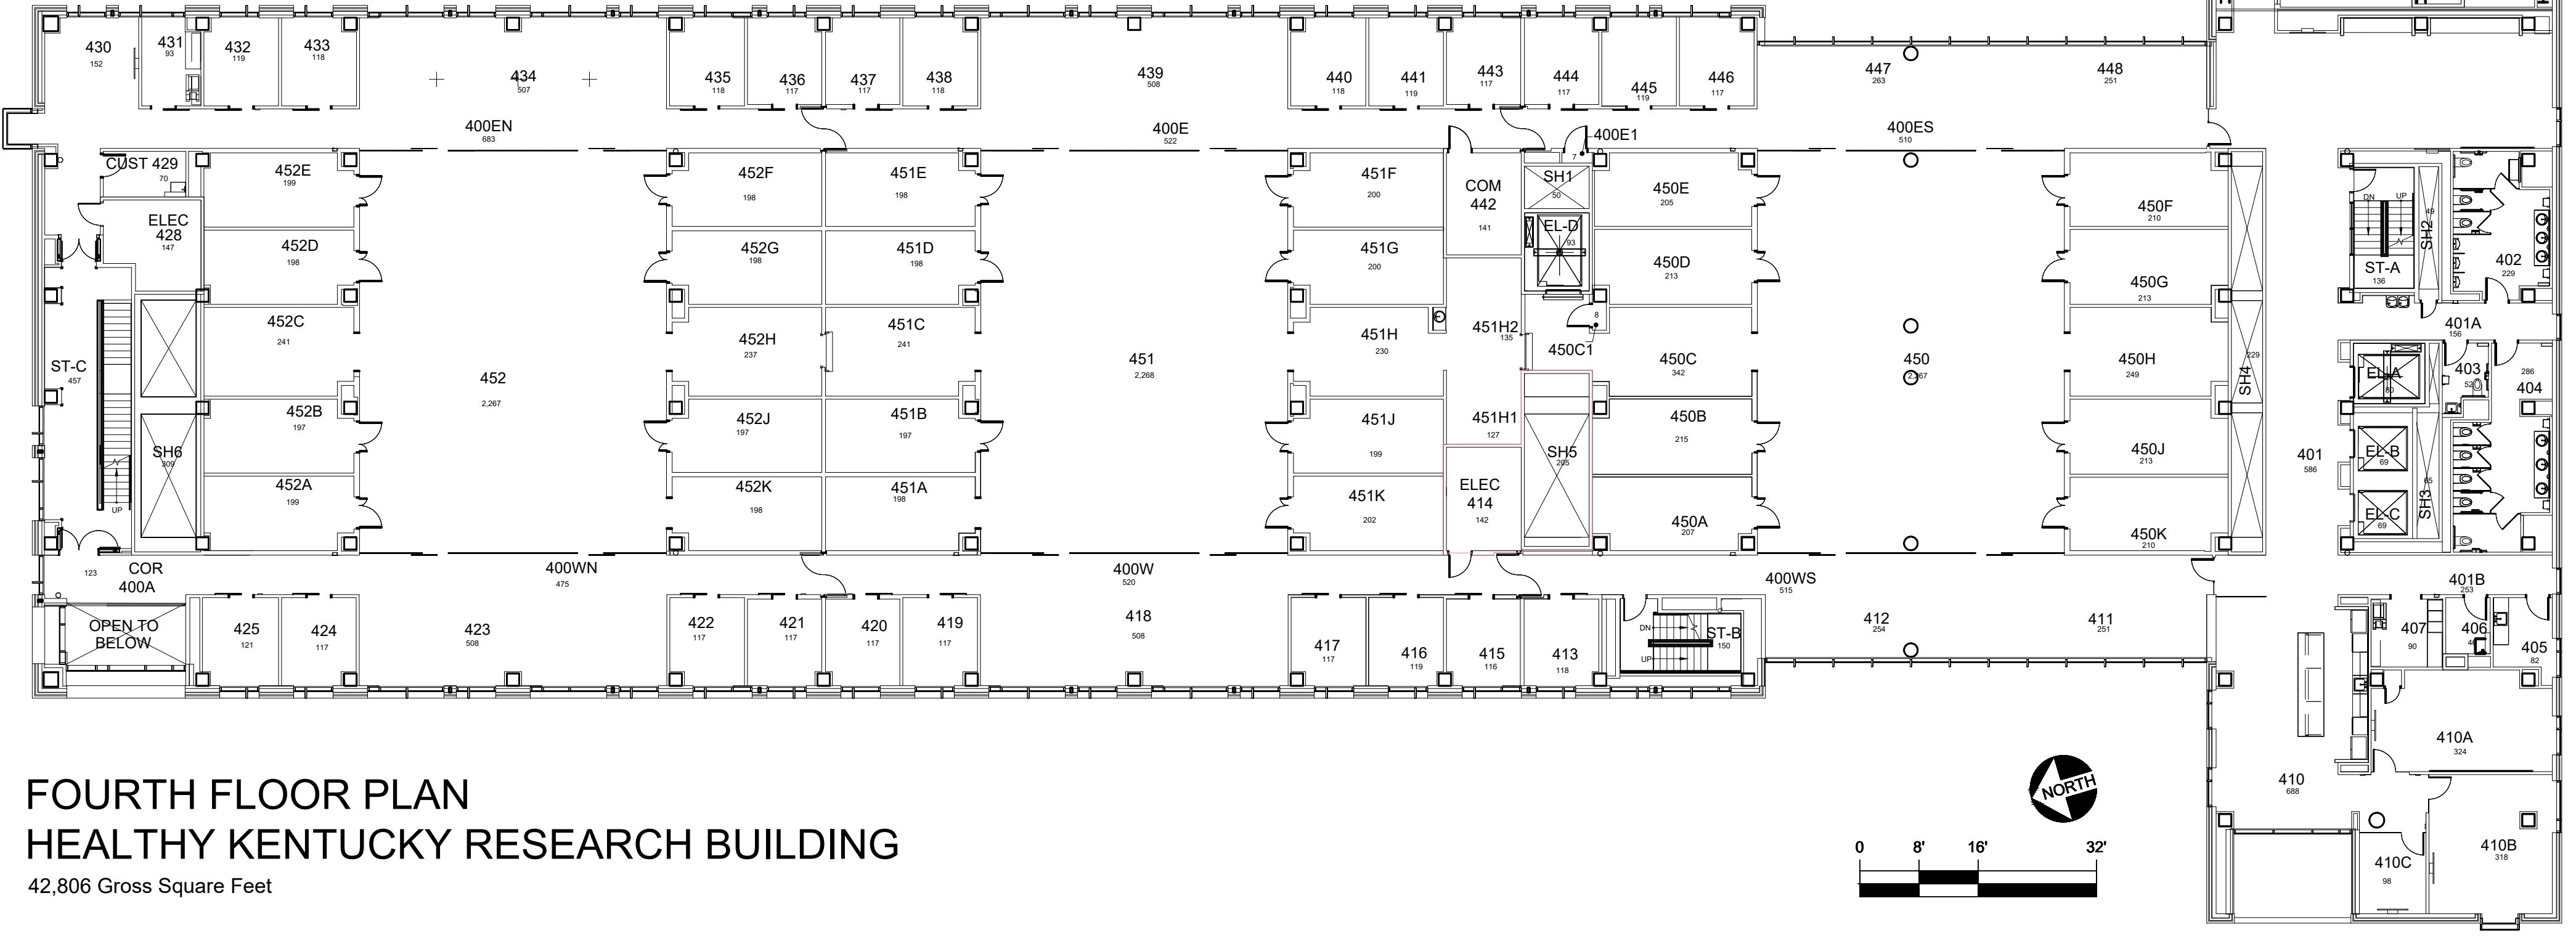 430
152
431
93
432
119
433
118
434
507
435
118
436
117
437
117
438
118
439
508
440
118
441
119
443
117
444
117
445
119
446
117
447
263
448
251
400EN
683
400E
522
400E1
7
400ES
510
CUST 429
70
ELEC
428
147
452E
199
452F
198
451E
198
451F
200
COM
442
141
SH1
50
450E
205
450F
210
EL-D
93
452D
198
452G
198
451D
198
451G
200
450D
213
450G
213
DN
UP
ST-A
136
SH2
49
402
229
452C
241
452H
237
451C
241
451H
230
451H2
135
8
450C1
450C
342
450
2,267
450H
249
SH4
229
401A
156
ST-C
457
452
2,267
451
2,268
EL-A
80
403
52
286
404
452B
197
452J
197
451B
197
451J
199
451H1
127
450B
215
450J
213
SH6
309
SH5
205
401
586
EL-B
69
65
SH3
EL-C
69
452A
199
452K
198
451A
198
451K
202
ELEC
414
142
450A
207
450K
210
UP
123
COR
400A
400WN
475
400W
520
400WS
515
401B
253
OPEN TO
BELOW
425
121
424
117
423
508
422
117
421
117
420
117
419
117
418
508
417
117
416
119
415
116
413
118
DN
UP
ST-B
150
412
254
411
251
407
90
406
405
82
410A
324
410
688
410B
318
410C
98
FOURTH FLOOR PLAN
HEALTHY KENTUCKY RESEARCH BUILDING
42,806 Gross Square Feet
NORTH
0 8' 16' 32'